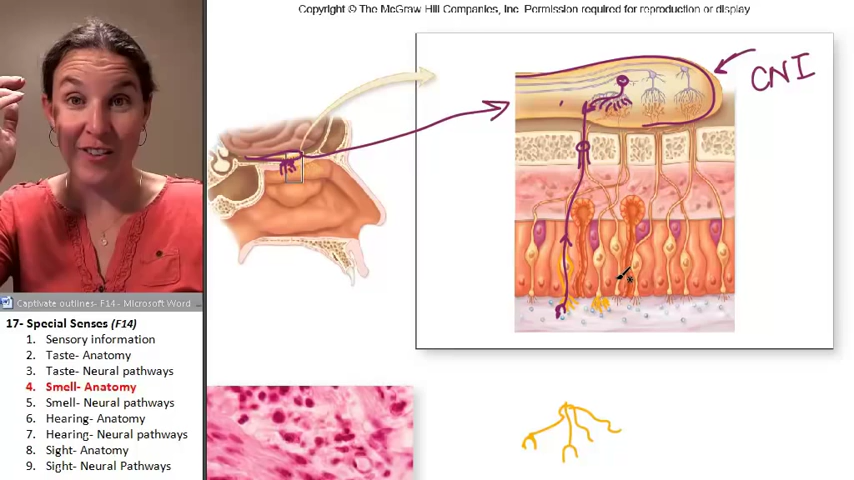 Copyright © The McGraw Hill Companies, Inc. Permission required for reproduction or display
CNI
Captivate outlines- F14 - Microsoft Word
17- Special Senses (F14)
1. Sensory information
2. Taste- Anatomy
3. Taste- Neural pathways
4. Smell- Anatomy
5. Smell- Neural pathways
6. Hearing- Anatomy
7. Hearing- Neural pathways
8. Sight- Anatomy
9. Sight- Neural Pathways